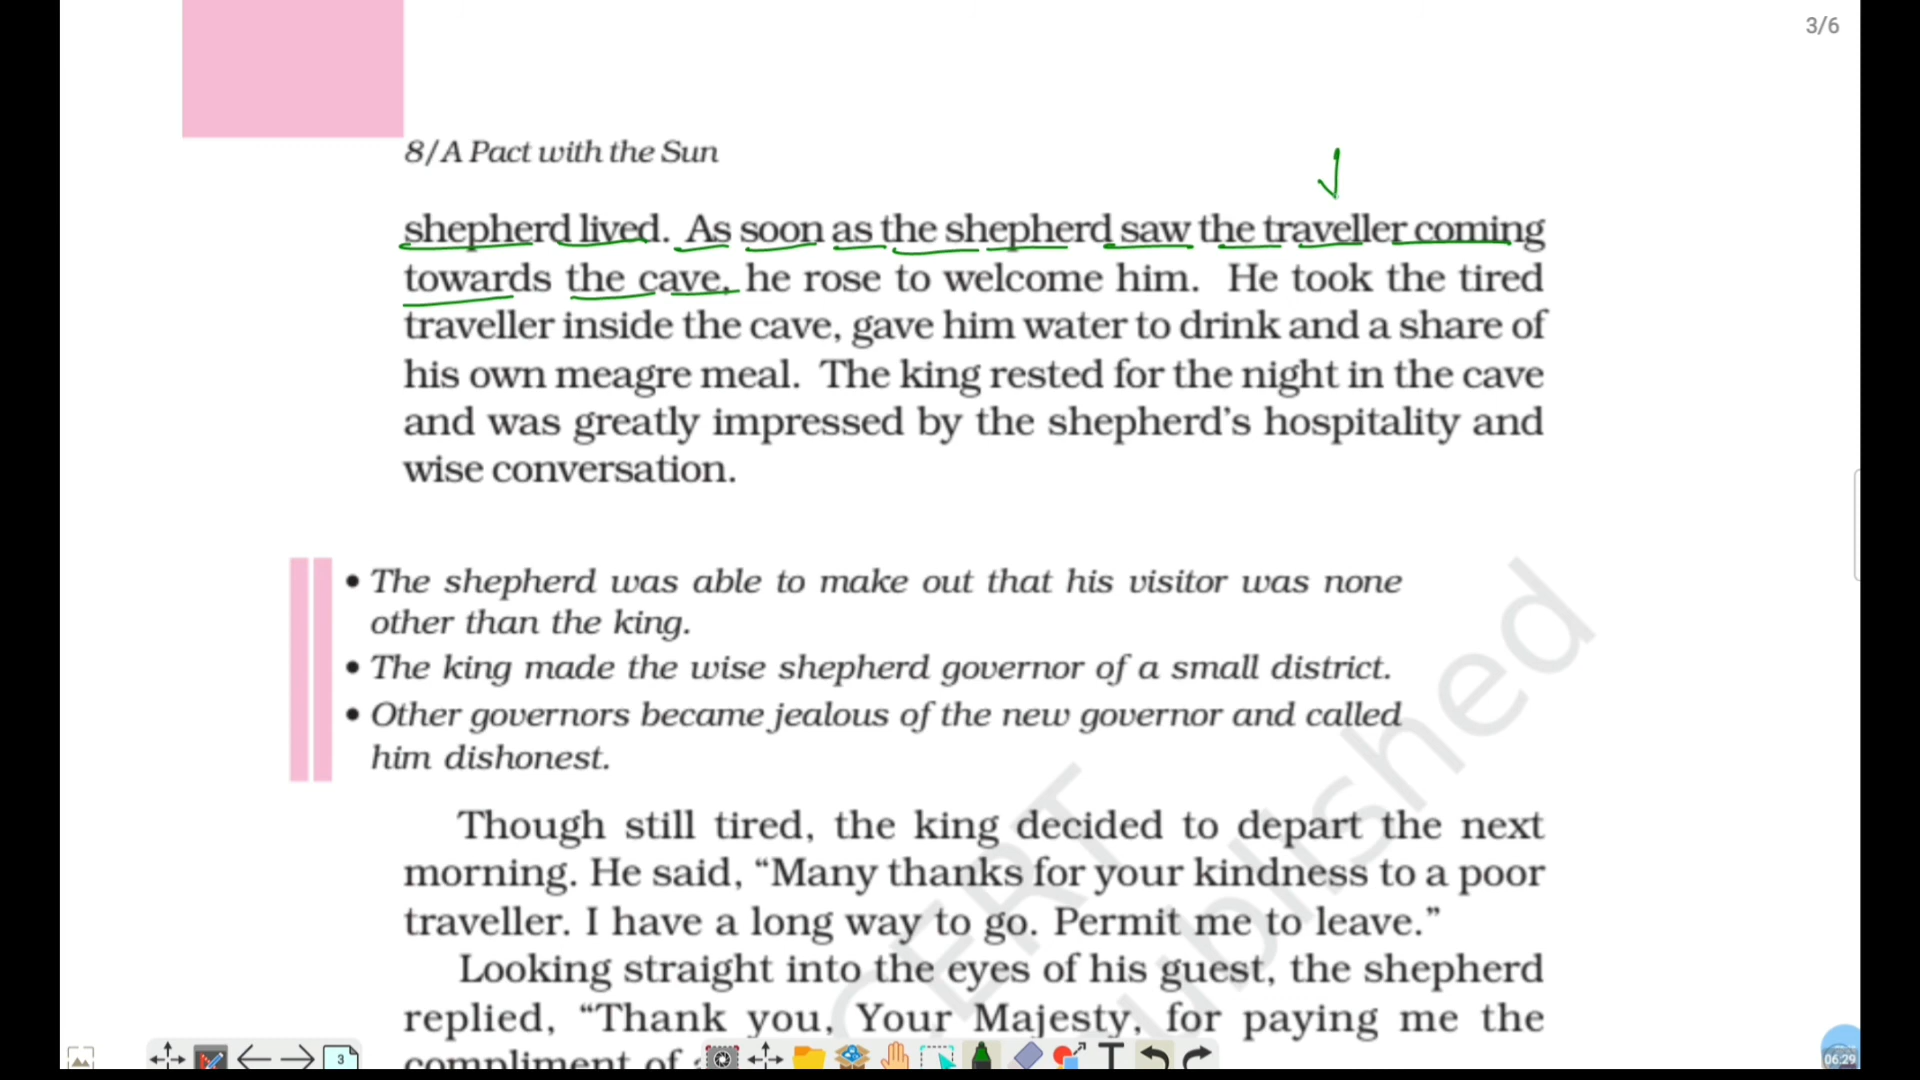 3/6
8/A Pact with the Sun
shepherd lived. As soon as the shepherd saw the traveller coming
towards the cave, he rose to welcome him. He took the tired
traveller inside the cave, gave him water to drink and a share of
his own meagre meal. The king rested for the night in the cave
and was greatly impressed by the shepherd's hospitality and
wise conversation.
• The shepherd was able to make out that his visitor was none
other than the king.
• The king made the wise shepherd governor of a small district.
• Other governors became jealous of the new governor and called
him dishonest.
Though still tired, the king decided to depart the next
morning. He said, “Many thanks for your kindness to a poor
traveller. I have a long way to go. Permit me to leave.”
Looking straight into the eyes of his guest, the shepherd
replied, “Thank you, Your Majesty, for paying me the
compliment of
3
T
06:29